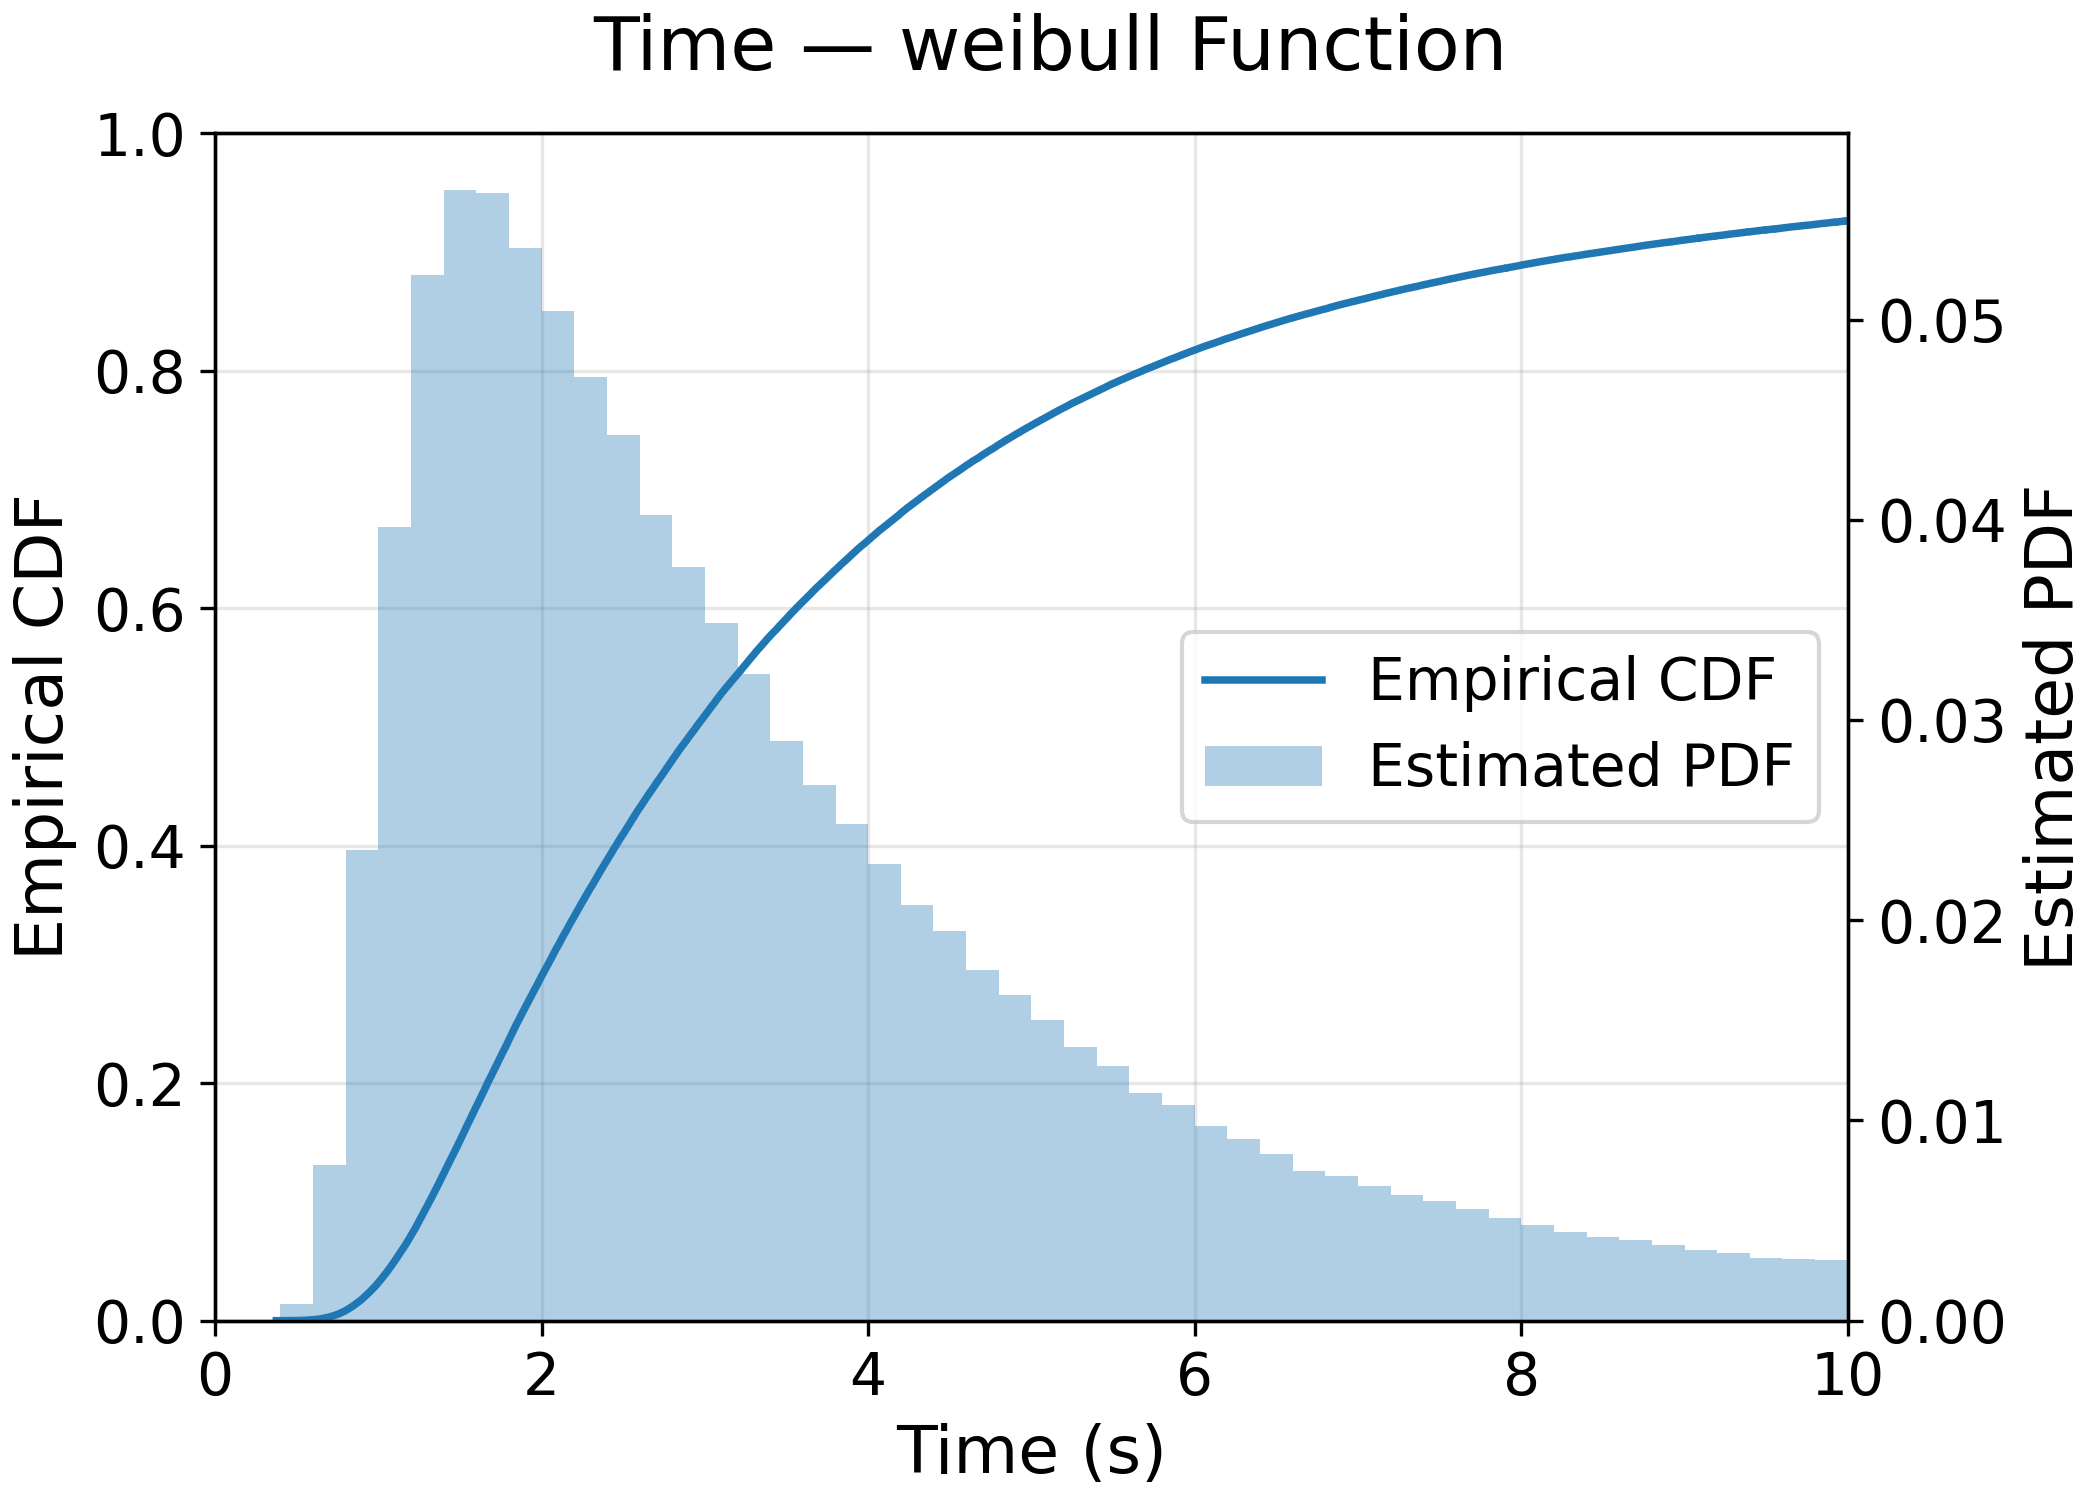 Time — weibull Function
1.0
0.8
0.6
0.4
0.2
0.0
Empirical CDF
0.05
0.04
0.03
0.02
0.01
0.00
Estimated PDF
Empirical CDF
Estimated PDF
0 2 4 6 8 10
Time (s)